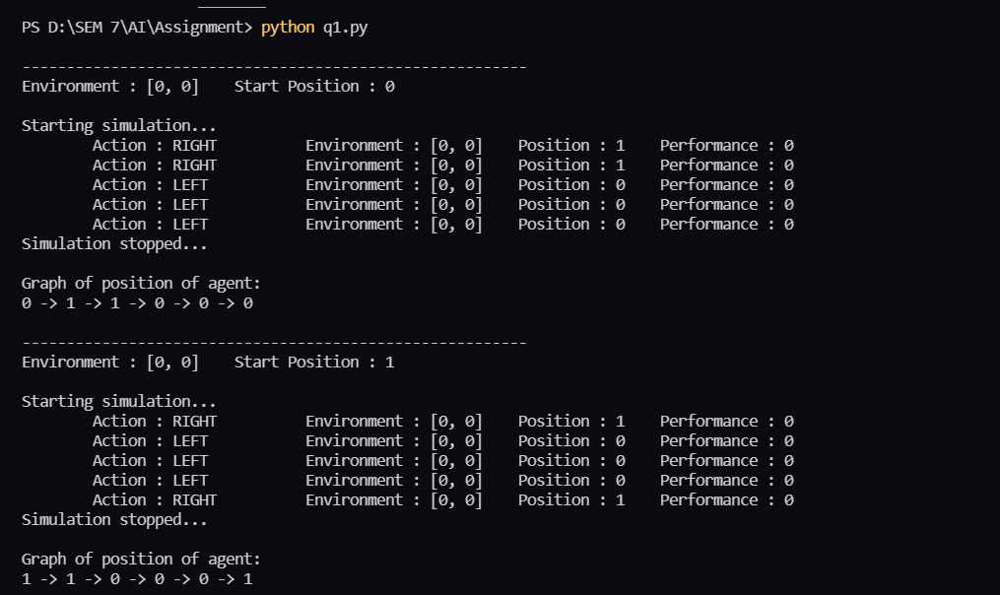 PS D:\SEM 7\AI\Assignment> python q1.py
---------------------------------------------------------
Environment : [0, 0]    Start Position : 0
Starting simulation...
        Action : RIGHT          Environment : [0, 0]    Position : 1    Performance : 0
        Action : RIGHT          Environment : [0, 0]    Position : 1    Performance : 0
        Action : LEFT           Environment : [0, 0]    Position : 0    Performance : 0
        Action : LEFT           Environment : [0, 0]    Position : 0    Performance : 0
        Action : LEFT           Environment : [0, 0]    Position : 0    Performance : 0
Simulation stopped...
Graph of position of agent:
0 -> 1 -> 1 -> 0 -> 0 -> 0
---------------------------------------------------------
Environment : [0, 0]    Start Position : 1
Starting simulation...
        Action : RIGHT          Environment : [0, 0]    Position : 1    Performance : 0
        Action : LEFT           Environment : [0, 0]    Position : 0    Performance : 0
        Action : LEFT           Environment : [0, 0]    Position : 0    Performance : 0
        Action : LEFT           Environment : [0, 0]    Position : 0    Performance : 0
        Action : RIGHT          Environment : [0, 0]    Position : 1    Performance : 0
Simulation stopped...
Graph of position of agent:
1 -> 1 -> 0 -> 0 -> 0 -> 1